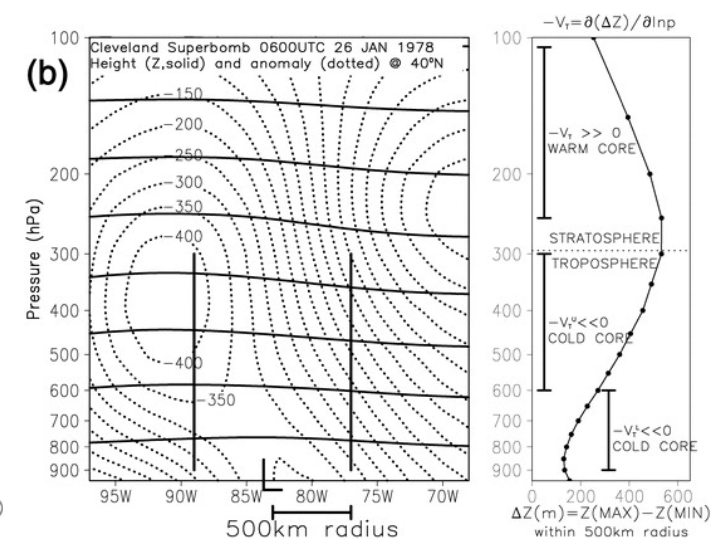 −V_T=∂(ΔZ)/∂lnp
(b)
Cleveland Superbomb 0600UTC 26 JAN 1978
Height (Z,solid) and anomaly (dotted) @ 40°N
Pressure (hPa)
100
200
300
400
500
600
700
800
900
−150
−200
−250
−300
−350
−400
−400
−350
L
95W 90W 85W 80W 75W 70W
500km radius
100
200
300
400
500
600
700
800
900
−V_T >> 0
WARM CORE
STRATOSPHERE
TROPOSPHERE
−V_T^U<<0
COLD CORE
−V_T^L<<0
COLD CORE
0 200 400 600
ΔZ(m)=Z(MAX)−Z(MIN)
within 500km radius